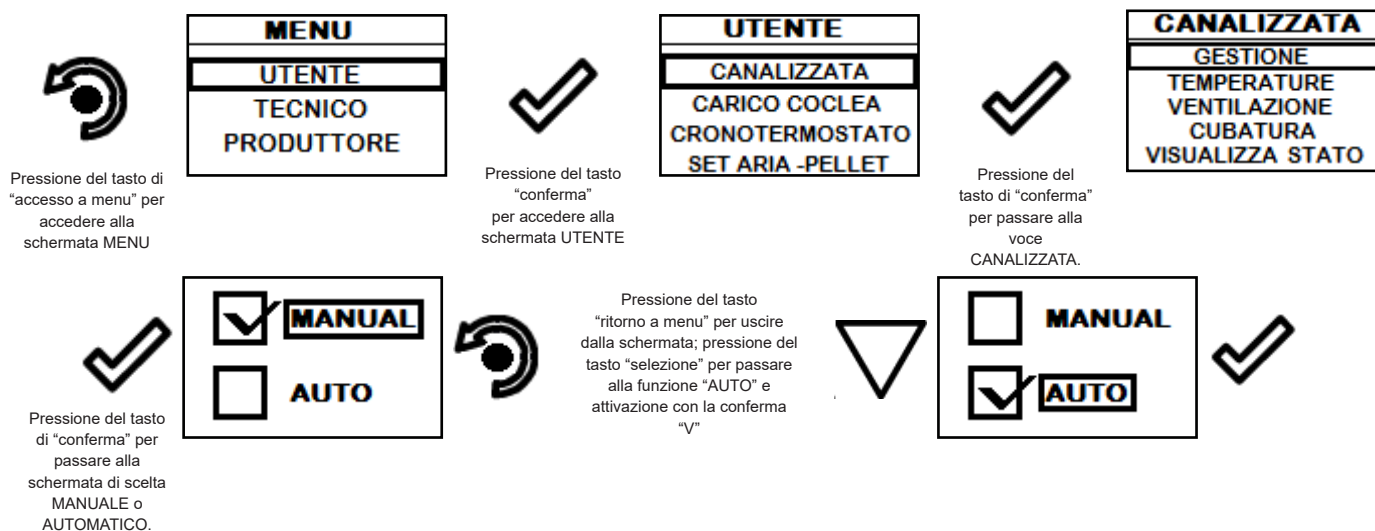 MENU
UTENTE
TECNICO
PRODUTTORE
UTENTE
CANALIZZATA
CARICO COCLEA
CRONOTERMOSTATO
SET ARIA -PELLET
CANALIZZATA
GESTIONE
TEMPERATURE
VENTILAZIONE
CUBATURA
VISUALIZZA STATO
Pressione del tasto di
“accesso a menu” per
accedere alla
schermata MENU
Pressione del tasto
“conferma”
per accedere alla
schermata UTENTE
Pressione del
tasto di “conferma”
per passare alla
voce
CANALIZZATA.
Pressione del tasto
di “conferma” per
passare alla
schermata di scelta
MANUALE o
AUTOMATICO.
MANUAL
AUTO
Pressione del tasto
“ritorno a menu” per uscire
dalla schermata; pressione del
tasto “selezione” per passare
alla funzione “AUTO” e
attivazione con la conferma
“V”
MANUAL
AUTO